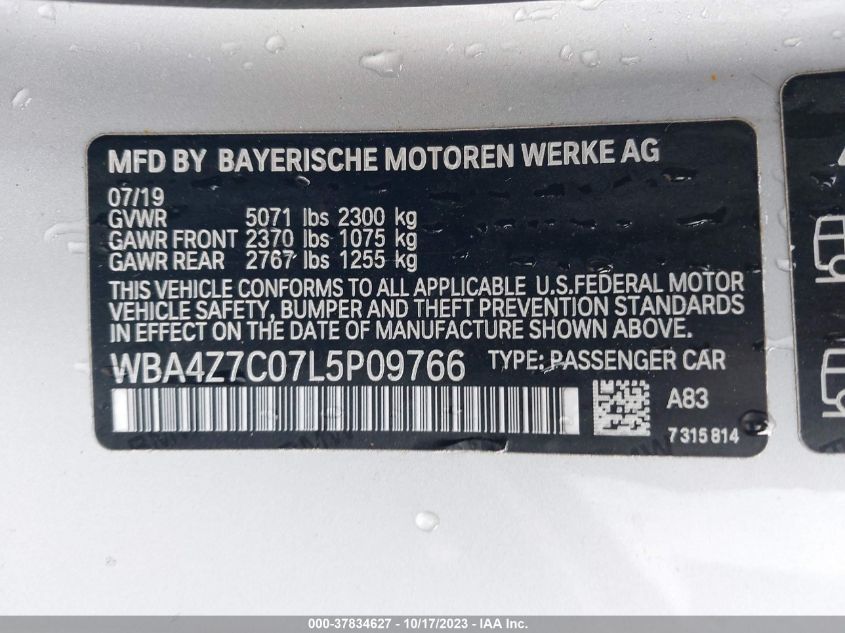 MFD BY BAYERISCHE MOTOREN WERKE AG
07/19
GVWR 5071 lbs 2300 kg
GAWR FRONT 2370 lbs 1075 kg
GAWR REAR 2767 lbs 1255 kg
THIS VEHICLE CONFORMS TO ALL APPLICABLE U.S.FEDERAL MOTOR
VEHICLE SAFETY, BUMPER AND THEFT PREVENTION STANDARDS
IN EFFECT ON THE DATE OF MANUFACTURE SHOWN ABOVE.
WBA4Z7C07L5P09766 TYPE: PASSENGER CAR
A83
7315814
000-37834627 - 10/17/2023 - IAA Inc.